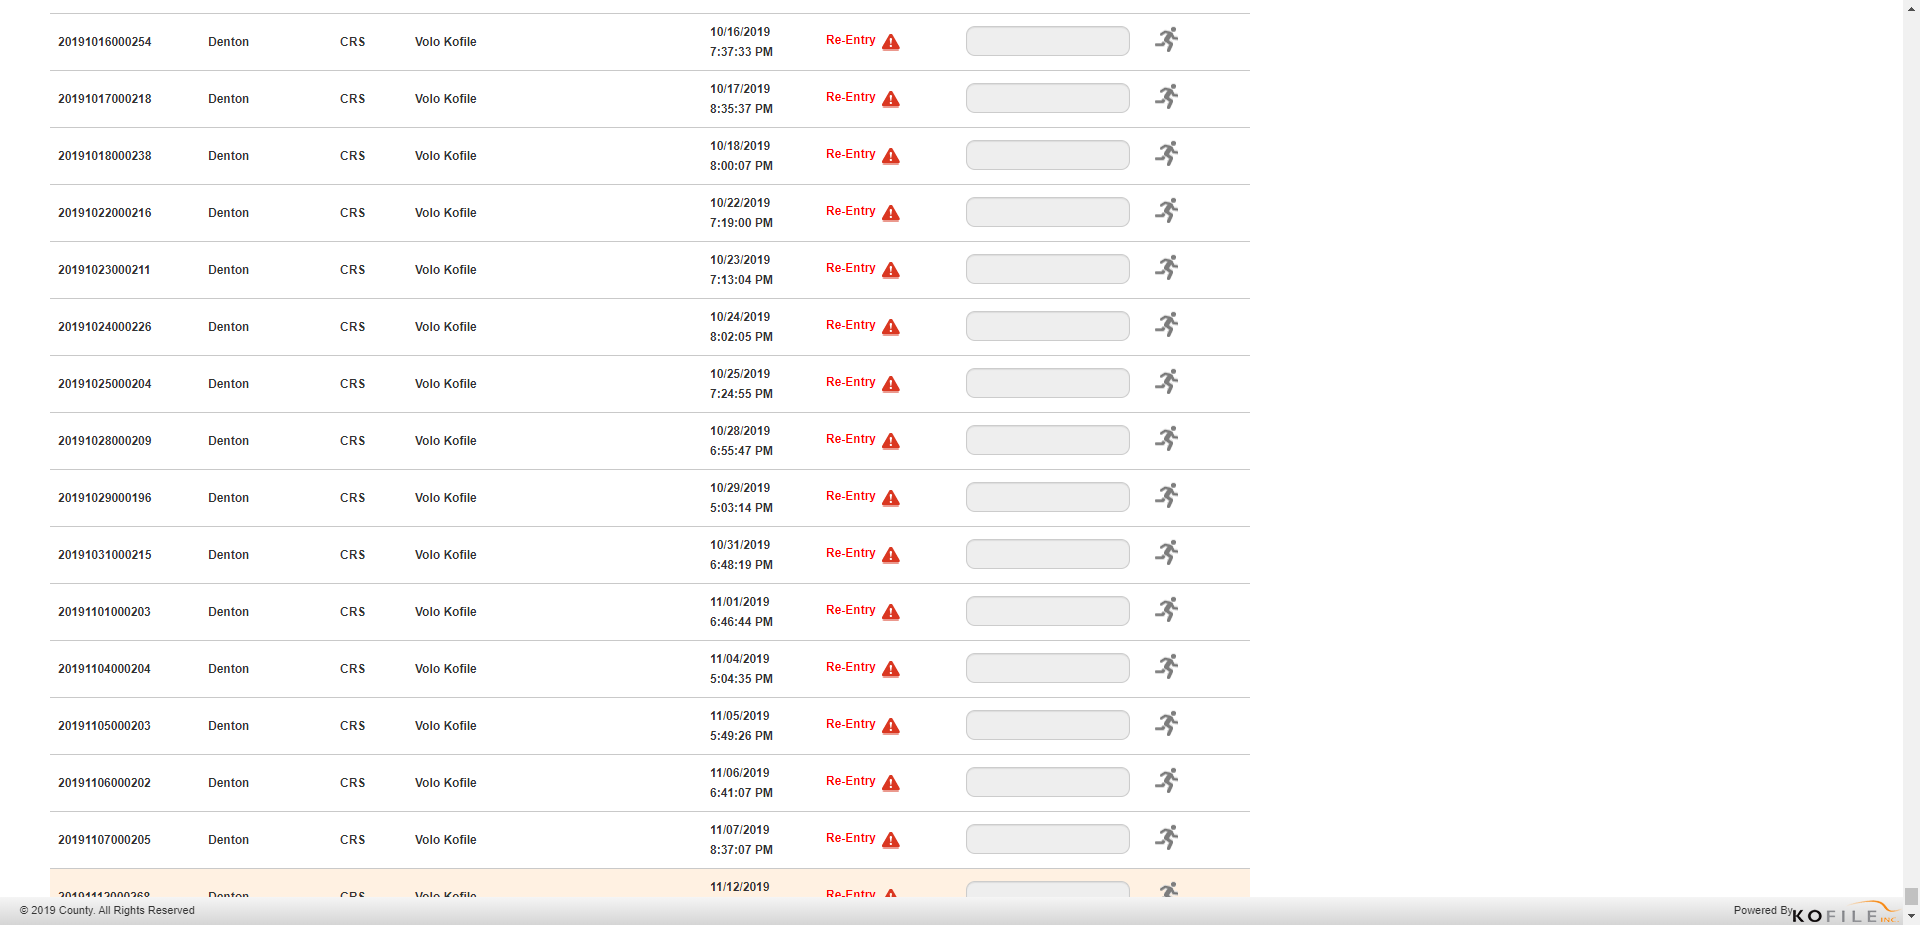 20191016000254 Denton CRS Volo Kofile 10/16/2019 7:37:33 PM Re-Entry
20191017000218 Denton CRS Volo Kofile 10/17/2019 8:35:37 PM Re-Entry
20191018000238 Denton CRS Volo Kofile 10/18/2019 8:00:07 PM Re-Entry
20191022000216 Denton CRS Volo Kofile 10/22/2019 7:19:00 PM Re-Entry
20191023000211 Denton CRS Volo Kofile 10/23/2019 7:13:04 PM Re-Entry
20191024000226 Denton CRS Volo Kofile 10/24/2019 8:02:05 PM Re-Entry
20191025000204 Denton CRS Volo Kofile 10/25/2019 7:24:55 PM Re-Entry
20191028000209 Denton CRS Volo Kofile 10/28/2019 6:55:47 PM Re-Entry
20191029000196 Denton CRS Volo Kofile 10/29/2019 5:03:14 PM Re-Entry
20191031000215 Denton CRS Volo Kofile 10/31/2019 6:48:19 PM Re-Entry
20191101000203 Denton CRS Volo Kofile 11/01/2019 6:46:44 PM Re-Entry
20191104000204 Denton CRS Volo Kofile 11/04/2019 5:04:35 PM Re-Entry
20191105000203 Denton CRS Volo Kofile 11/05/2019 5:49:26 PM Re-Entry
20191106000202 Denton CRS Volo Kofile 11/06/2019 6:41:07 PM Re-Entry
20191107000205 Denton CRS Volo Kofile 11/07/2019 8:37:07 PM Re-Entry
Denton CRS Volo Kofile 11/12/2019 Re-Entry
© 2019 County. All Rights Reserved Powered By KOFILE INC.